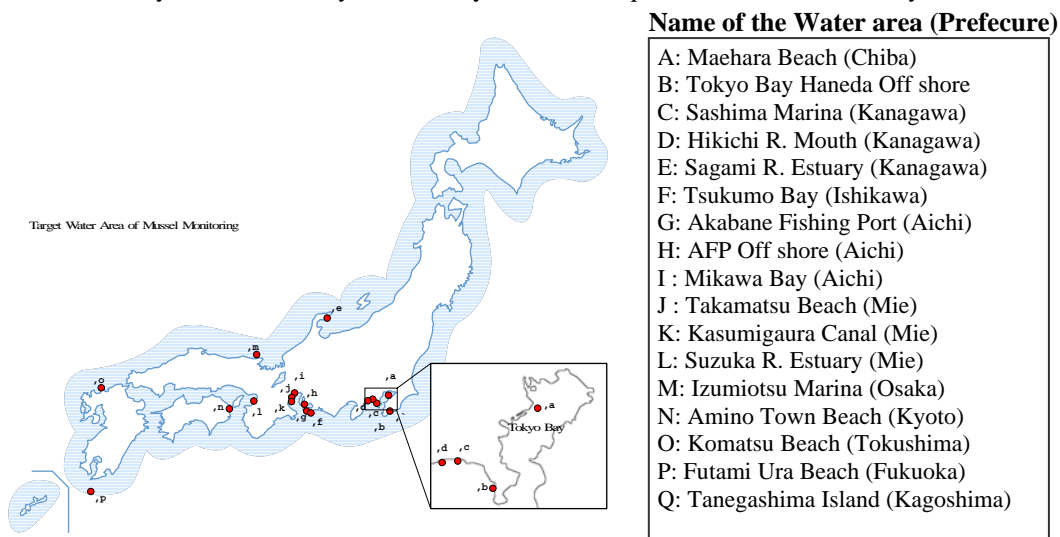 Name of the Water area (Prefecure)
A: Maehara Beach (Chiba)
B: Tokyo Bay Haneda Off shore
C: Sashima Marina (Kanagawa)
D: Hikichi R. Mouth (Kanagawa)
E: Sagami R. Estuary (Kanagawa)
F: Tsukumo Bay (Ishikawa)
G: Akabane Fishing Port (Aichi)
H: AFP Off shore (Aichi)
I : Mikawa Bay (Aichi)
J : Takamatsu Beach (Mie)
K: Kasumigaura Canal (Mie)
L: Suzuka R. Estuary (Mie)
M: Izumiotsu Marina (Osaka)
N: Amino Town Beach (Kyoto)
O: Komatsu Beach (Tokushima)
P: Futami Ura Beach (Fukuoka)
Q: Tanegashima Island (Kagoshima)
Target Water Area of Mussel Monitoring
,e
,m
,o
,i
,a
,j
,h
,n
,l
,k
,g
,f
,d
,c
,b
,p
,a
Tokyo Bay
,d
,c
,b